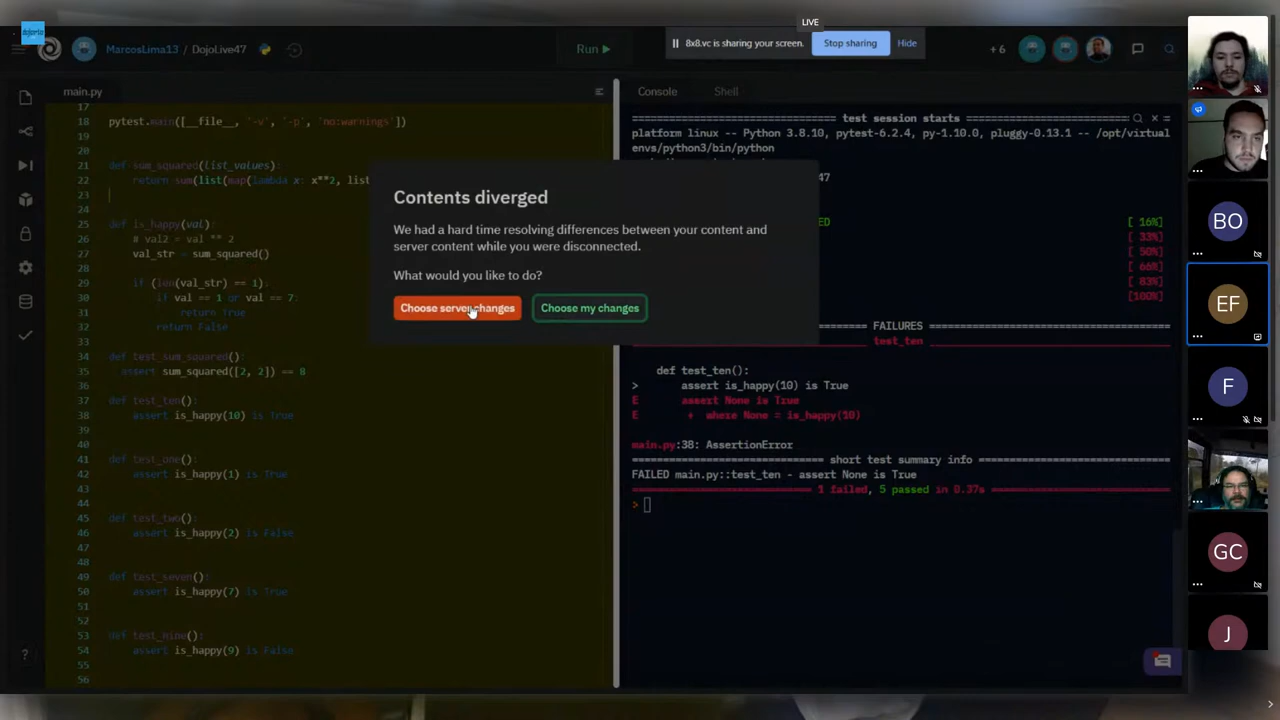 LIVE
dojorio
MarcosLima13 / DojoLive47
Run
8x8.vc is sharing your screen.
Stop sharing
Hide
+ 6
main.py
Console
Shell
17
18 pytest.main([__file__, '-v', '-p', 'no:warnings'])
19
20
21 def sum_squared(list_values):
22 return sum(list(map(lambda x: x**2, list
23
24
25 def is_happy(val):
26 # val2 = val ** 2
27 val_str = sum_squared()
28
29 if (len(val_str) == 1):
30 if val == 1 or val == 7:
31 return True
32 return False
33
34 def test_sum_squared():
35 assert sum_squared([2, 2]) == 8
36
37 def test_ten():
38 assert is_happy(10) is True
39
40
41 def test_one():
42 assert is_happy(1) is True
43
44
45 def test_two():
46 assert is_happy(2) is False
47
48
49 def test_seven():
50 assert is_happy(7) is True
51
52
53 def test_nine():
54 assert is_happy(9) is False
55
56
Contents diverged
We had a hard time resolving differences between your content and
server content while you were disconnected.
What would you like to do?
Choose server changes
Choose my changes
test session starts
platform linux -- Python 3.8.10, pytest-6.2.4, py-1.10.0, pluggy-0.13.1 -- /opt/virtual
envs/python3/bin/python
47
ED [ 16%]
[ 33%]
[ 50%]
[ 66%]
[ 83%]
[100%]
FAILURES
test_ten
def test_ten():
> assert is_happy(10) is True
E assert None is True
E + where None = is_happy(10)
main.py:38: AssertionError
short test summary info
FAILED main.py::test_ten - assert None is True
1 failed, 5 passed in 0.37s
>
BO
EF
F
GC
J
?